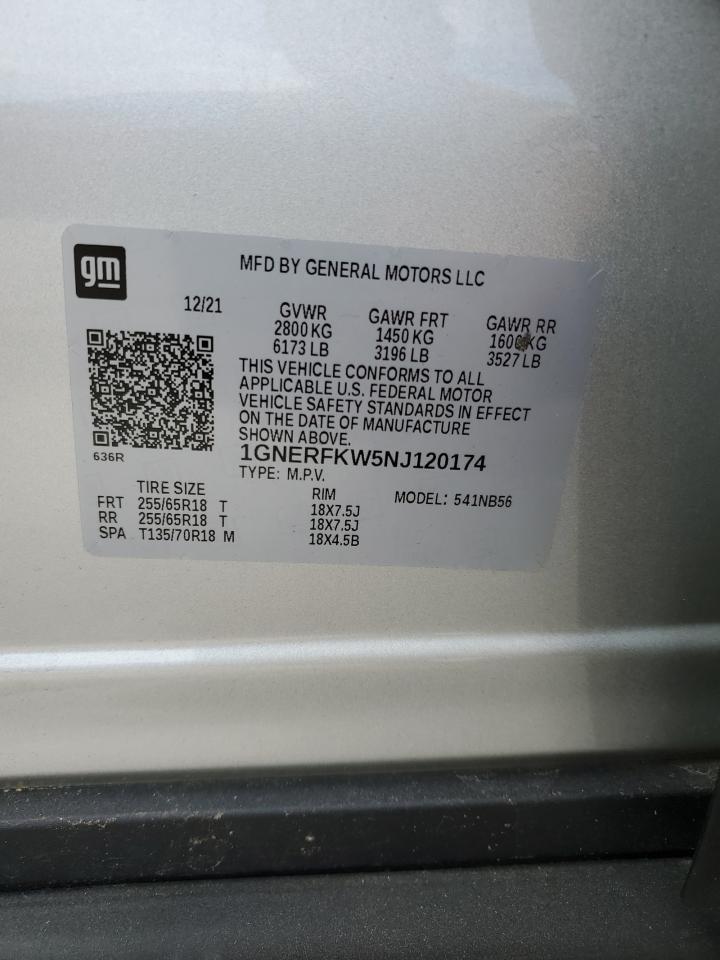 gm
MFD BY GENERAL MOTORS LLC
12/21
GVWR GAWR FRT GAWR RR
2800 KG 1450 KG 1600 KG
6173 LB 3196 LB 3527 LB
THIS VEHICLE CONFORMS TO ALL
APPLICABLE U.S. FEDERAL MOTOR
VEHICLE SAFETY STANDARDS IN EFFECT
ON THE DATE OF MANUFACTURE
SHOWN ABOVE.
636R
1GNERFKW5NJ120174
TYPE: M.P.V.
TIRE SIZE RIM MODEL: 541NB56
FRT 255/65R18 T 18X7.5J
RR 255/65R18 T 18X7.5J
SPA T135/70R18 M 18X4.5B